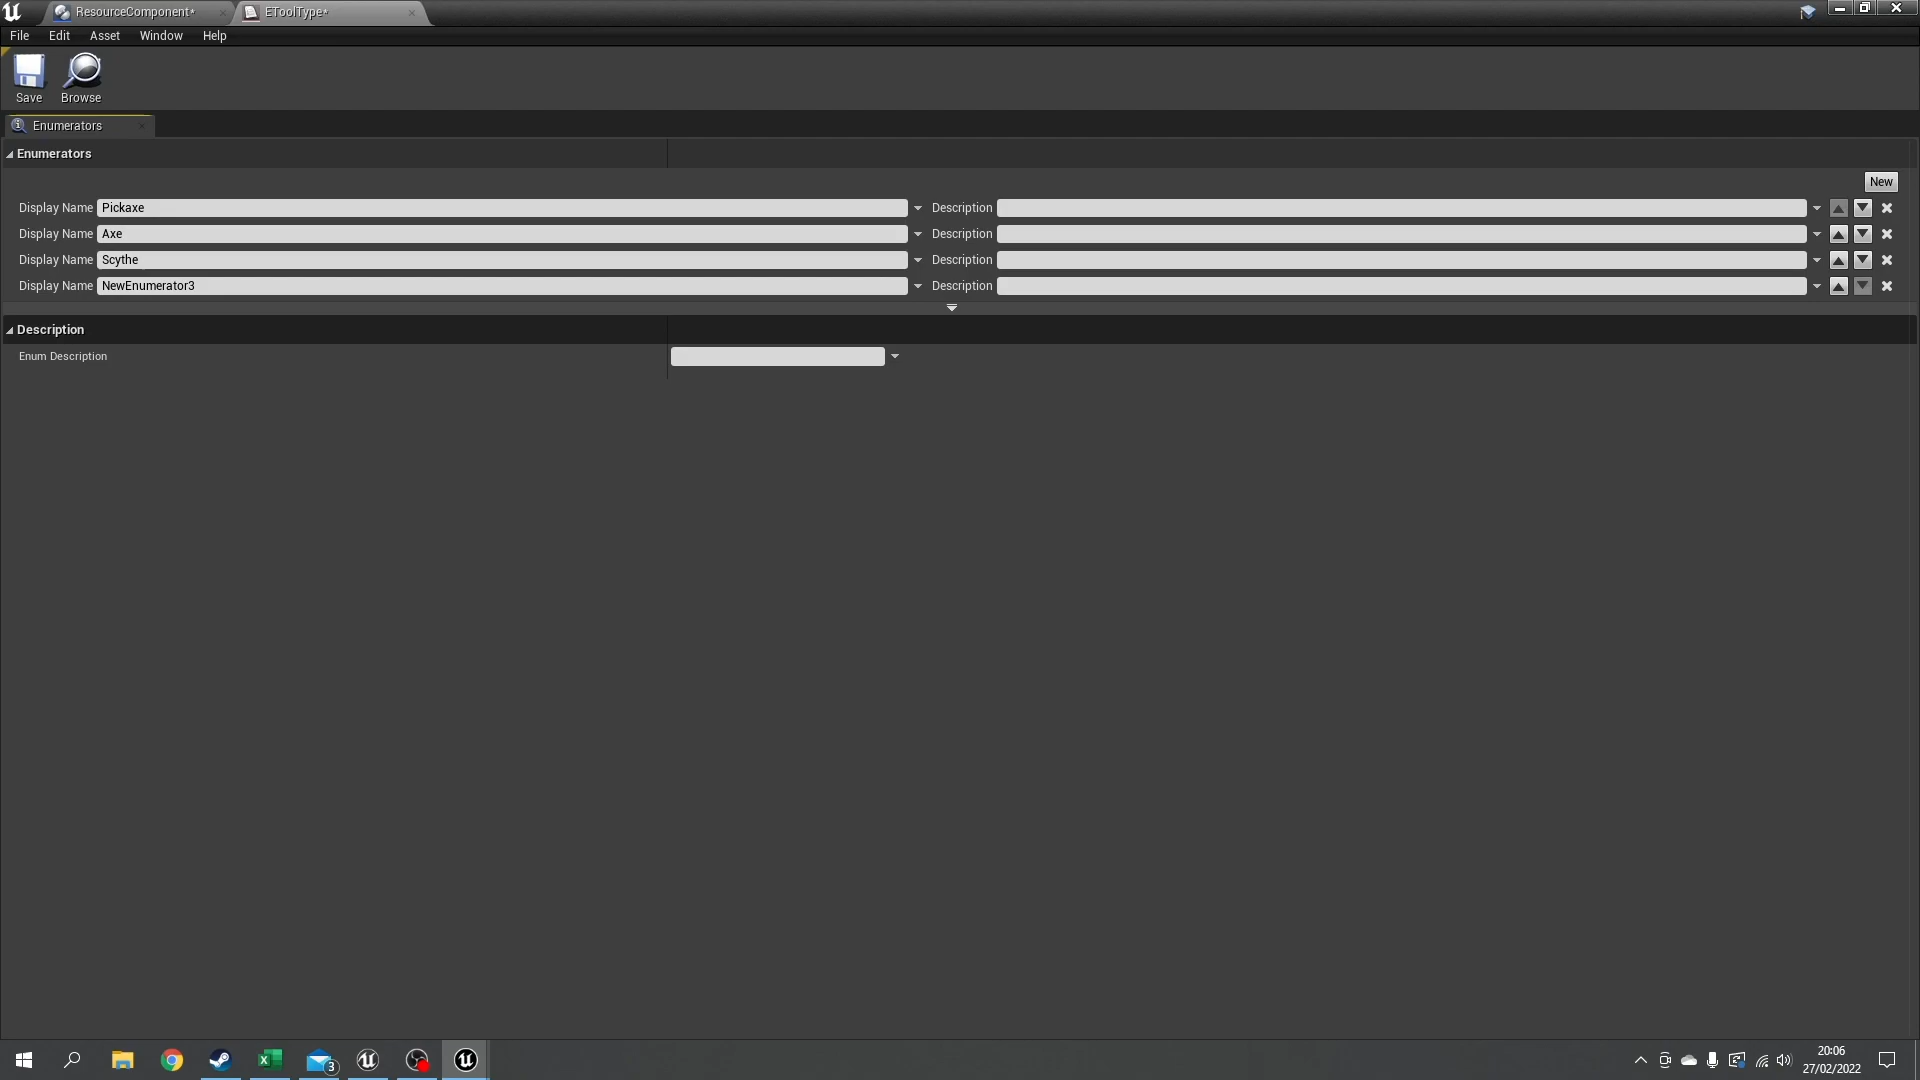 ResourceComponent*
EToolType*
File Edit Asset Window Help
Save Browse
Enumerators
Enumerators
New
Display Name Pickaxe Description
Display Name Axe Description
Display Name Scythe Description
Display Name NewEnumerator3 Description
Description
Enum Description
3
20:06
27/02/2022